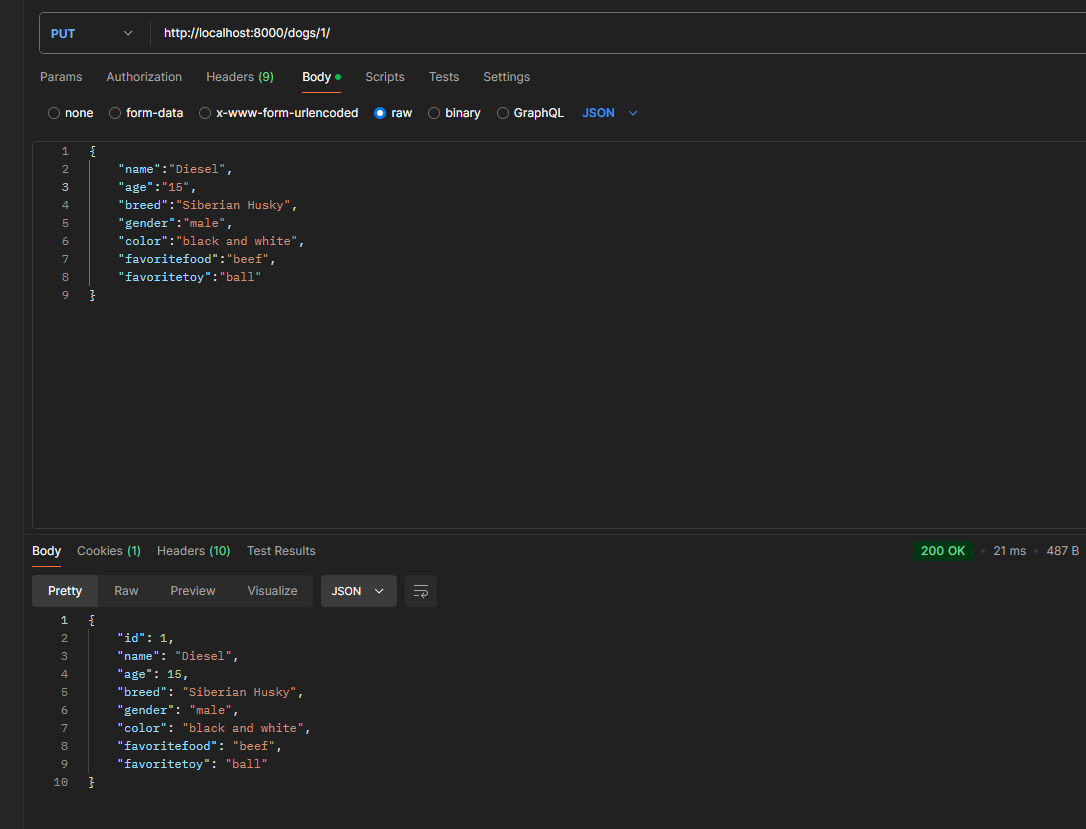 PUT http://localhost:8000/dogs/1/
Params Authorization Headers (9) Body Scripts Tests Settings
none form-data x-www-form-urlencoded raw binary GraphQL JSON
1 {
2 "name":"Diesel",
3 "age":"15",
4 "breed":"Siberian Husky",
5 "gender":"male",
6 "color":"black and white",
7 "favoritefood":"beef",
8 "favoritetoy":"ball"
9 }
Body Cookies (1) Headers (10) Test Results 200 OK • 21 ms • 487 B
Pretty Raw Preview Visualize JSON
1 {
2 "id": 1,
3 "name": "Diesel",
4 "age": 15,
5 "breed": "Siberian Husky",
6 "gender": "male",
7 "color": "black and white",
8 "favoritefood": "beef",
9 "favoritetoy": "ball"
10 }